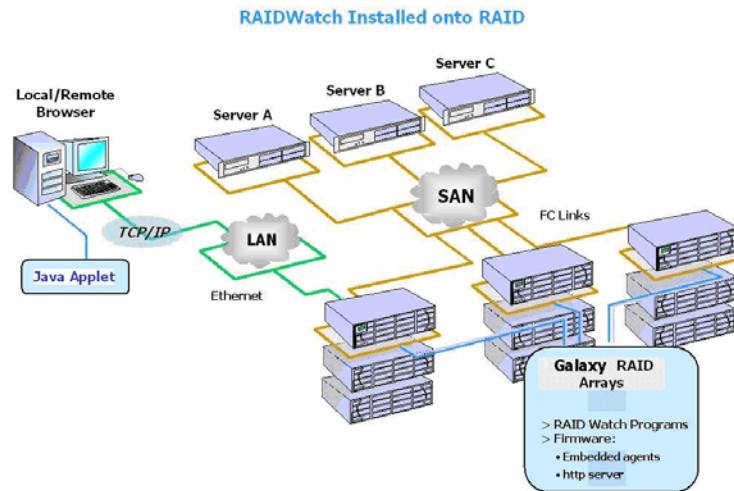 RAIDWatch Installed onto RAID
Server C
Local/Remote
Browser
Server B
Server A
SAN
FC Links
TCP/IP
LAN
Java Applet
Ethernet
Galaxy RAID
Arrays
> RAID Watch Programs
> Firmware:
• Embedded agents
• http server